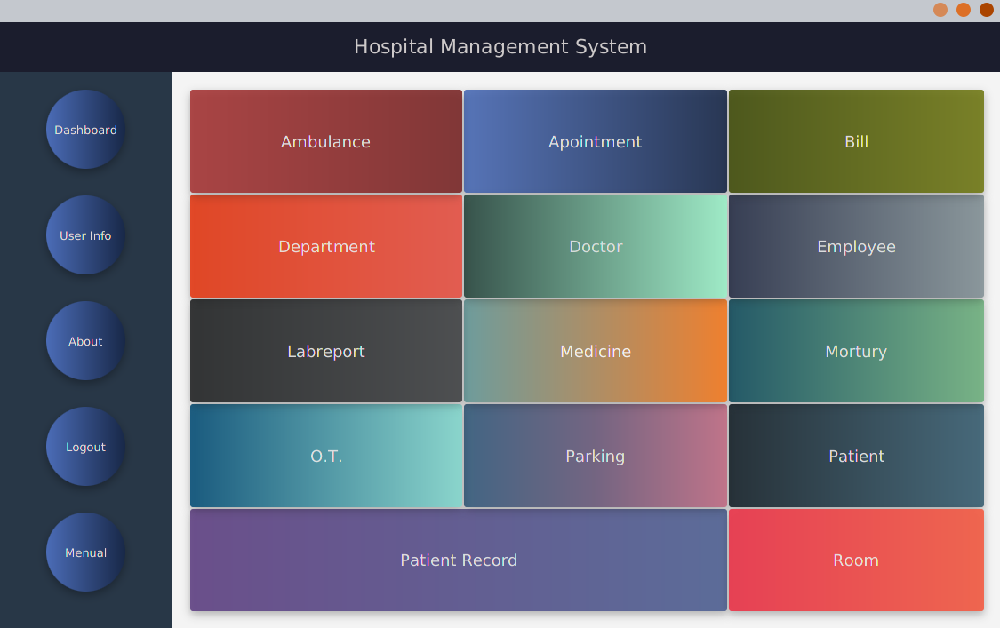 Hospital Management System
Dashboard
User Info
About
Logout
Menual
Ambulance
Apointment
Bill
Department
Doctor
Employee
Labreport
Medicine
Mortury
O.T.
Parking
Patient
Patient Record
Room